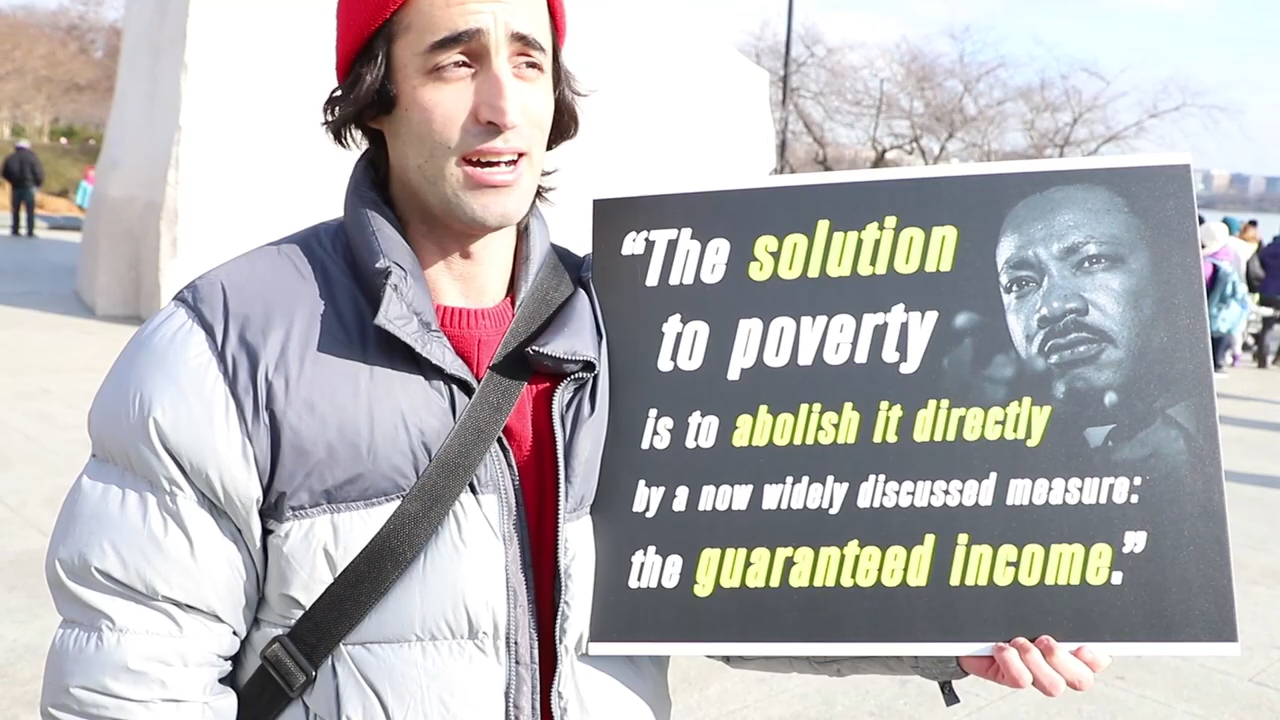 “The solution
to poverty
is to abolish it directly
by a now widely discussed measure:
the guaranteed income.”